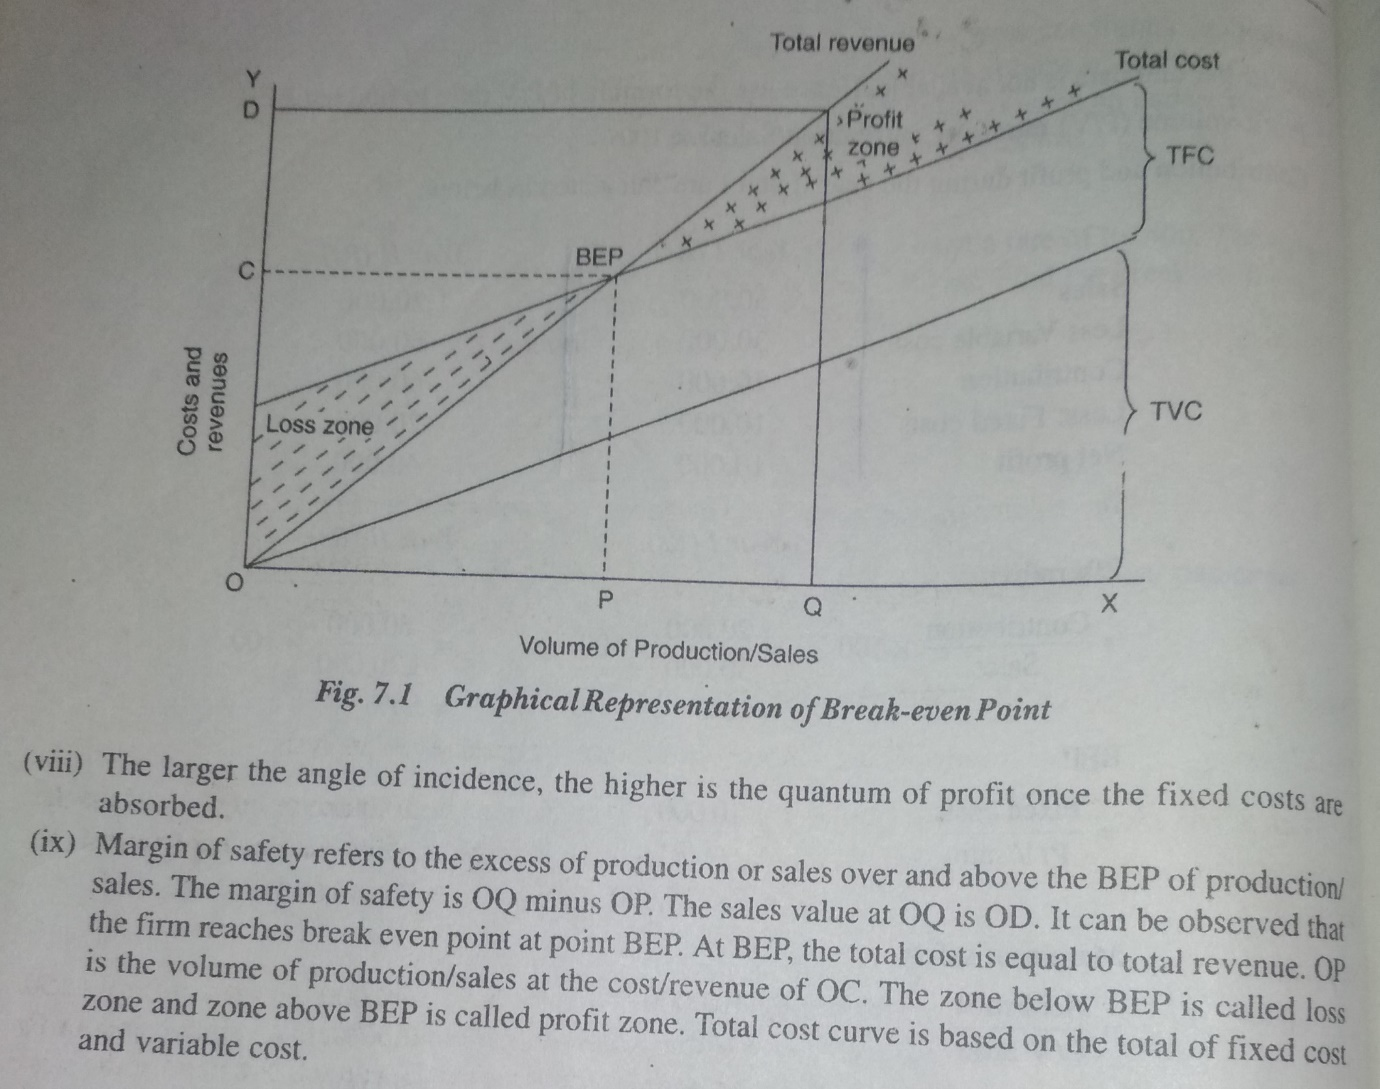 Total revenue
Total cost
Y
D
Profit
zone
TFC
BEP
C
Costs and
revenues
Loss zone
TVC
O
P
Q
X
Volume of Production/Sales
Fig. 7.1 Graphical Representation of Break-even Point
(viii) The larger the angle of incidence, the higher is the quantum of profit once the fixed costs are
absorbed.
(ix) Margin of safety refers to the excess of production or sales over and above the BEP of production/
sales. The margin of safety is OQ minus OP. The sales value at OQ is OD. It can be observed that
the firm reaches break even point at point BEP. At BEP, the total cost is equal to total revenue. OP
is the volume of production/sales at the cost/revenue of OC. The zone below BEP is called loss
zone and zone above BEP is called profit zone. Total cost curve is based on the total of fixed cost
and variable cost.